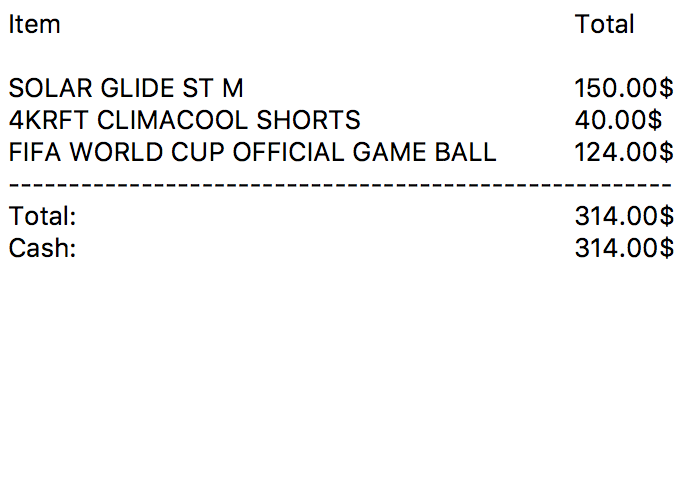 Item Total
SOLAR GLIDE ST M 150.00$
4KRFT CLIMACOOL SHORTS 40.00$
FIFA WORLD CUP OFFICIAL GAME BALL 124.00$
-------------------------------------------------------
Total: 314.00$
Cash: 314.00$